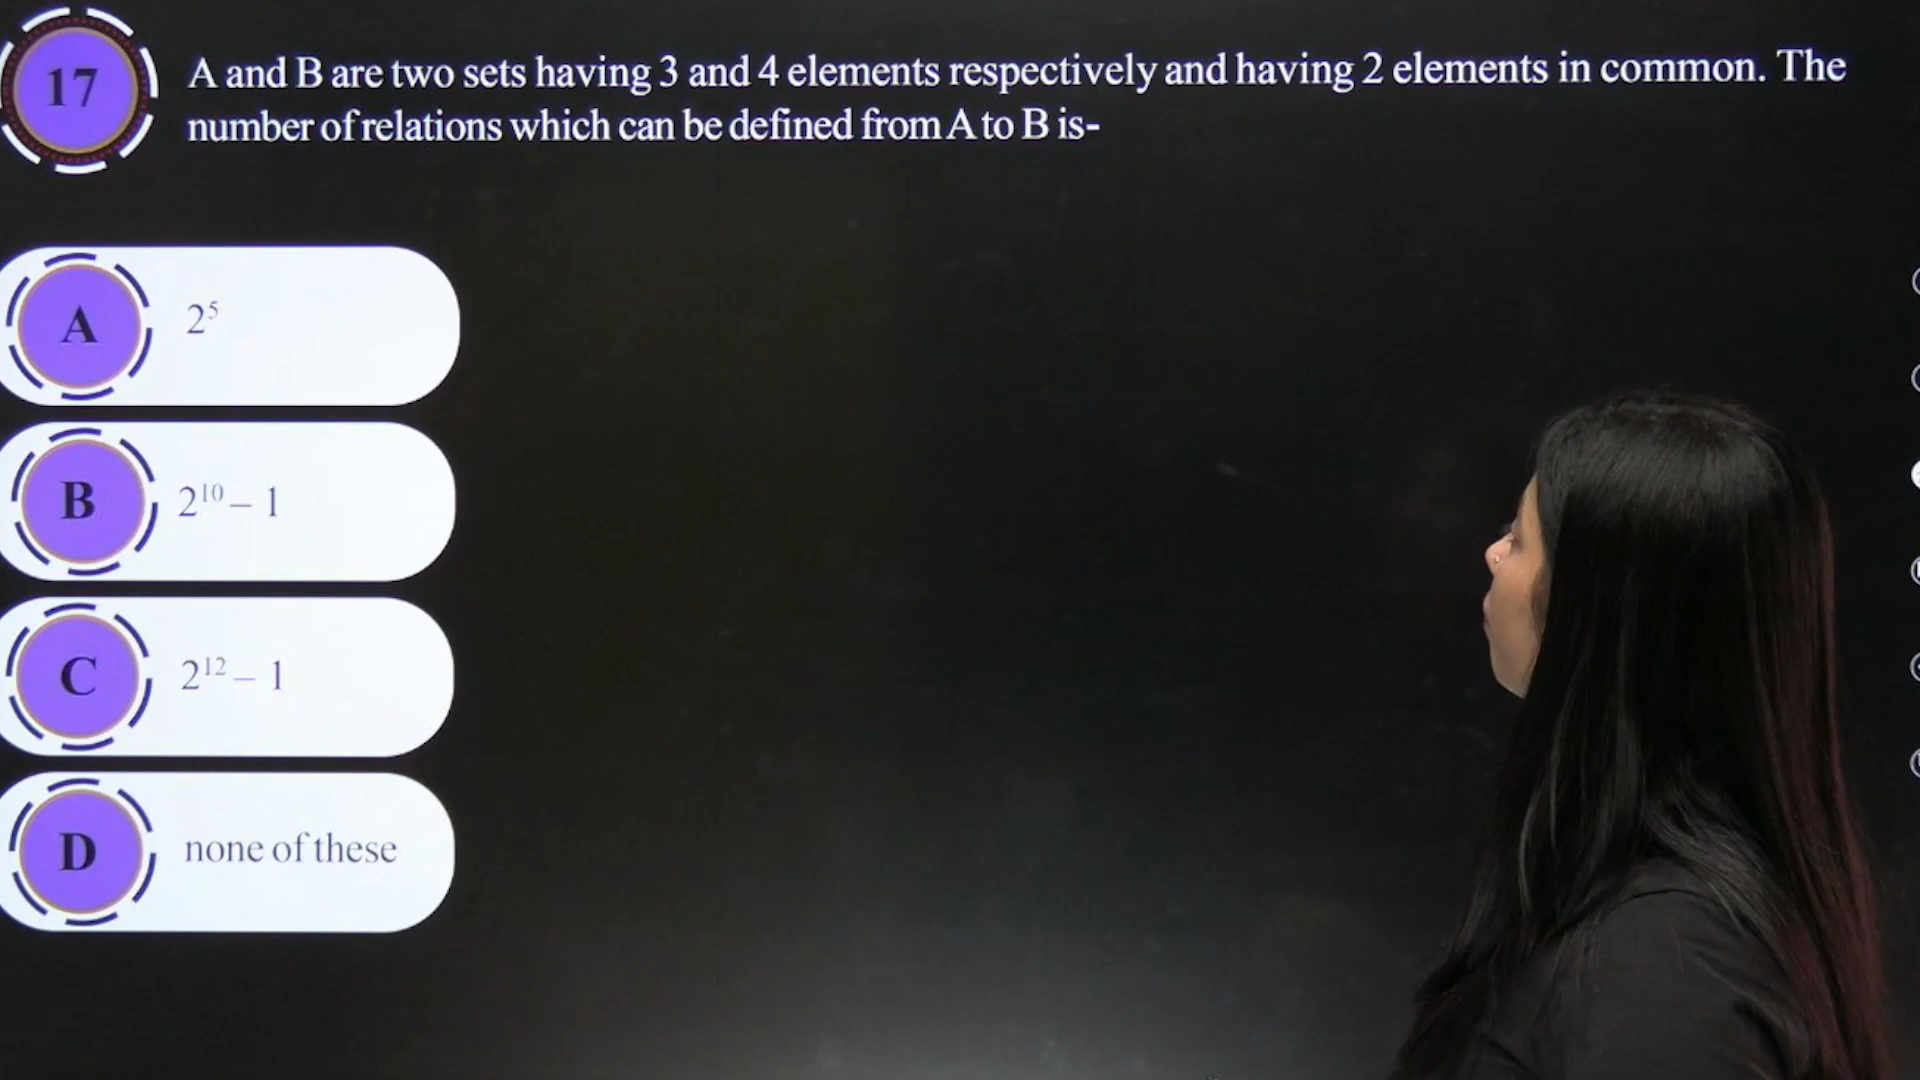 17
A and B are two sets having 3 and 4 elements respectively and having 2 elements in common. The
number of relations which can be defined from A to B is-
A 2⁵
B 2¹⁰ – 1
C 2¹² – 1
D none of these